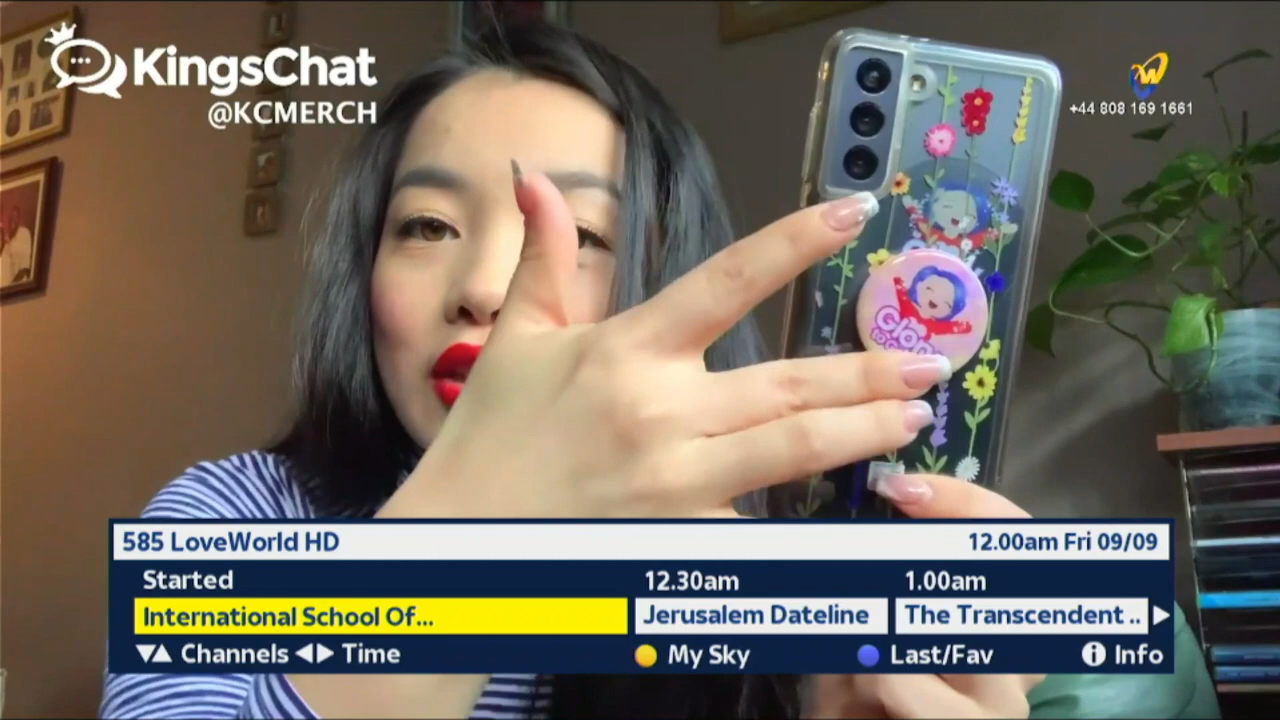 KingsChat
@KCMERCH
W
+44 808 169 1661
Glow
585 LoveWorld HD
12.00am Fri 09/09
Started
12.30am
1.00am
International School Of...
Jerusalem Dateline
The Transcendent ..
Channels
Time
My Sky
Last/Fav
i Info